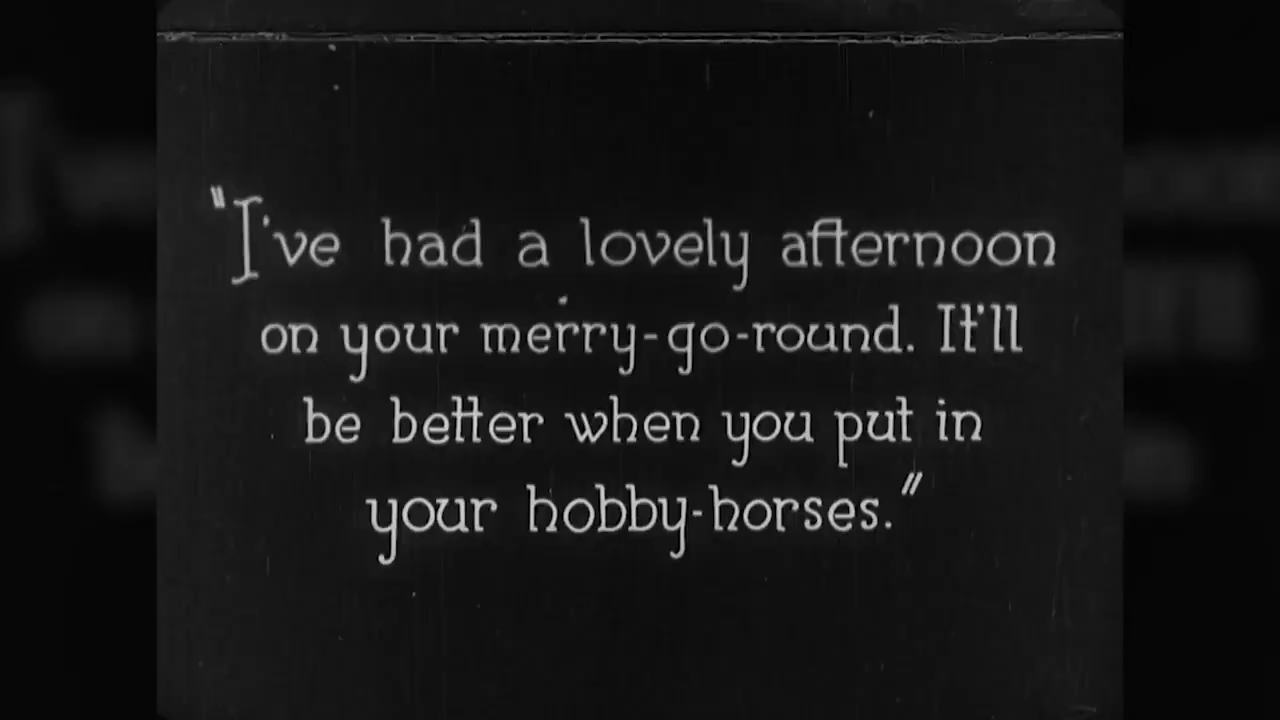 "I've had a lovely afternoon
on your merry-go-round. It'll
be better when you put in
your hobby-horses."